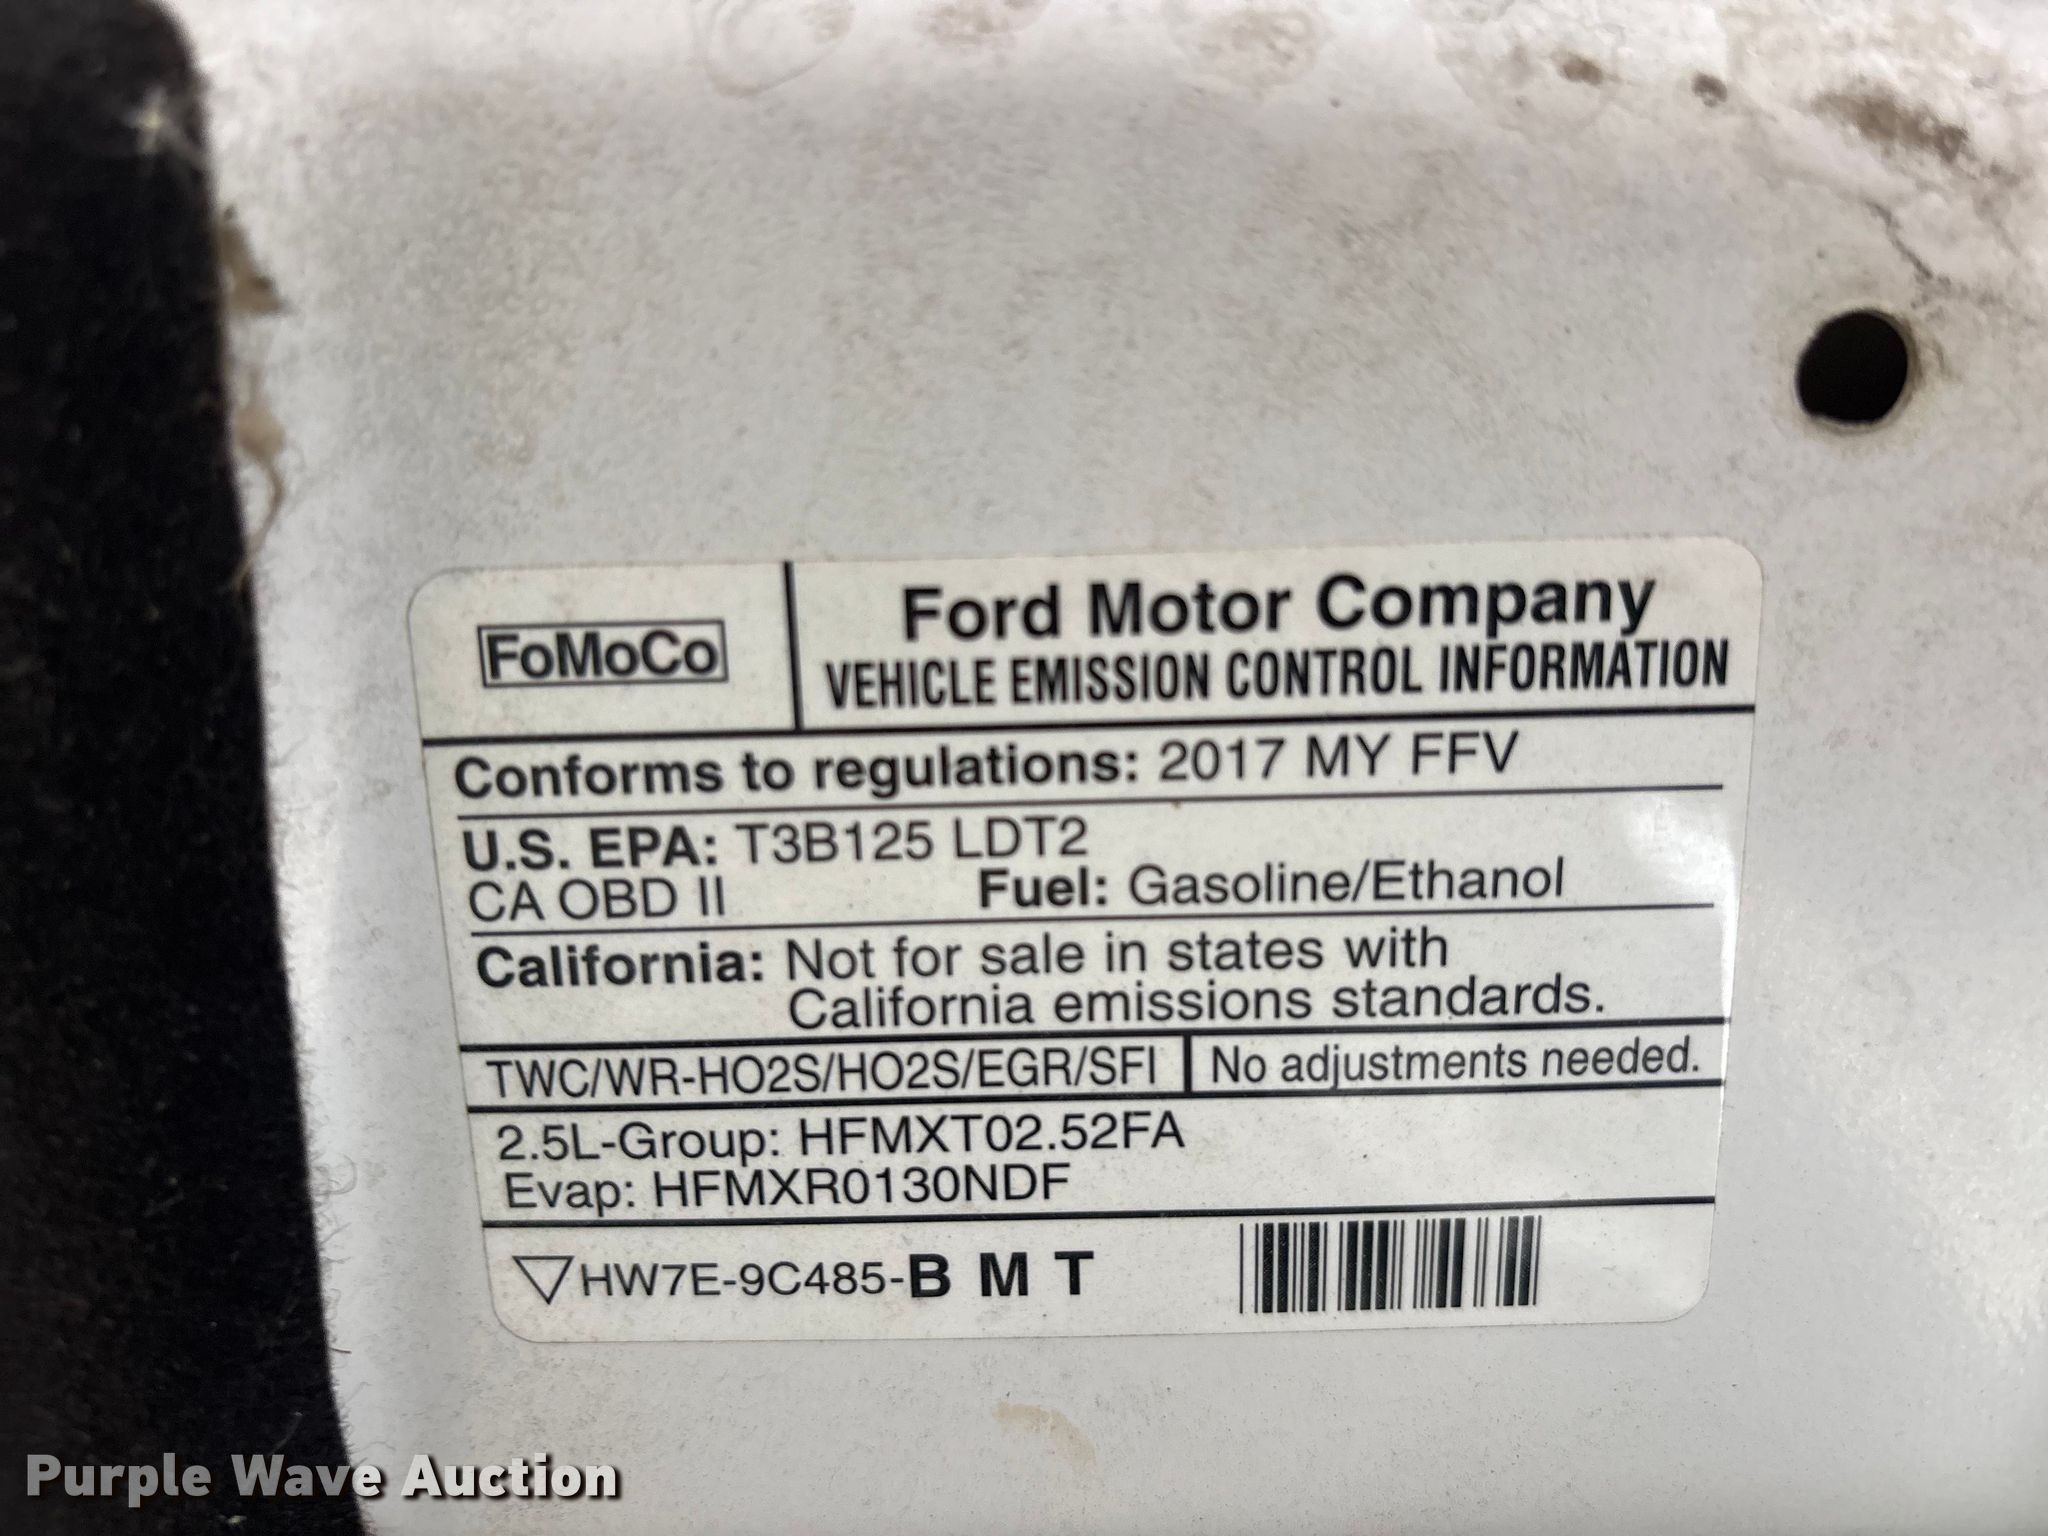 FoMoCo
Ford Motor Company
VEHICLE EMISSION CONTROL INFORMATION
Conforms to regulations: 2017 MY FFV
U.S. EPA: T3B125 LDT2
CA OBD II Fuel: Gasoline/Ethanol
California: Not for sale in states with
California emissions standards.
TWC/WR-HO2S/HO2S/EGR/SFI No adjustments needed.
2.5L-Group: HFMXT02.52FA
Evap: HFMXR0130NDF
HW7E-9C485-B M T
Purple Wave Auction